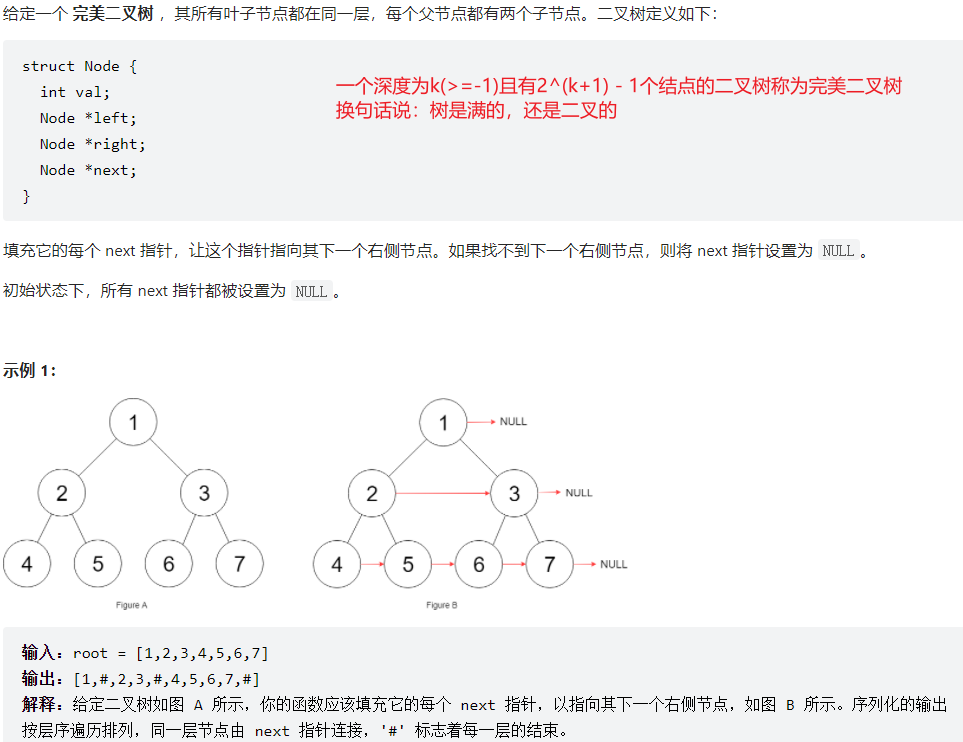 给定一个 完美二叉树 ，其所有叶子节点都在同一层，每个父节点都有两个子节点。二叉树定义如下：
struct Node {
int val;
Node *left;
Node *right;
Node *next;
}
一个深度为k(>=-1)且有2^(k+1) - 1个结点的二叉树称为完美二叉树
换句话说：树是满的，还是二叉的
填充它的每个 next 指针，让这个指针指向其下一个右侧节点。如果找不到下一个右侧节点，则将 next 指针设置为 NULL 。
初始状态下，所有 next 指针都被设置为 NULL 。
示例 1：
1
2 3
4 5 6 7
Figure A
1 NULL
2 3 NULL
4 5 6 7 NULL
Figure B
输入：root = [1,2,3,4,5,6,7]
输出：[1,#,2,3,#,4,5,6,7,#]
解释：给定二叉树如图 A 所示，你的函数应该填充它的每个 next 指针，以指向其下一个右侧节点，如图 B 所示。序列化的输出
按层序遍历排列，同一层节点由 next 指针连接，'#' 标志着每一层的结束。